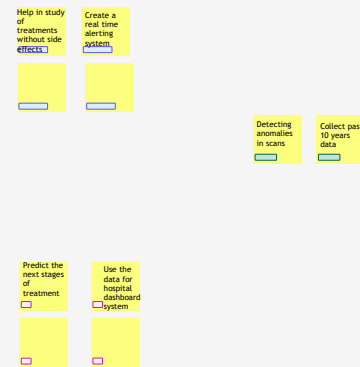 Help in study
of
treatments
without side
effects
Create a
real time
alerting
system
Detecting
anomalies
in scans
Collect pas
10 years
data
Predict the
next stages
of
treatment
Use the
data for
hospital
dashboard
system